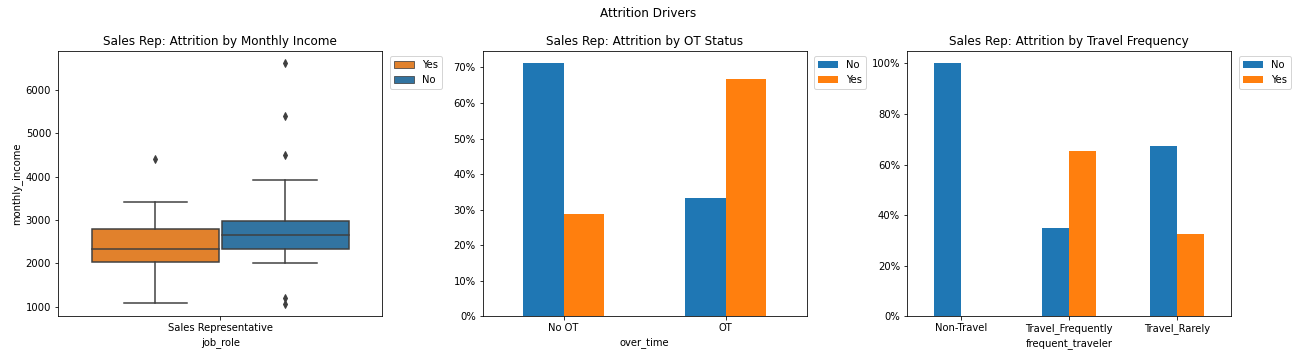 Attrition Drivers
Sales Rep: Attrition by Monthly Income
Yes
No
monthly_income
6000
5000
4000
3000
2000
1000
Sales Representative
job_role
Sales Rep: Attrition by OT Status
No
Yes
70%
60%
50%
40%
30%
20%
10%
0%
No OT
OT
over_time
Sales Rep: Attrition by Travel Frequency
No
Yes
100%
80%
60%
40%
20%
0%
Non-Travel
Travel_Frequently
Travel_Rarely
frequent_traveler